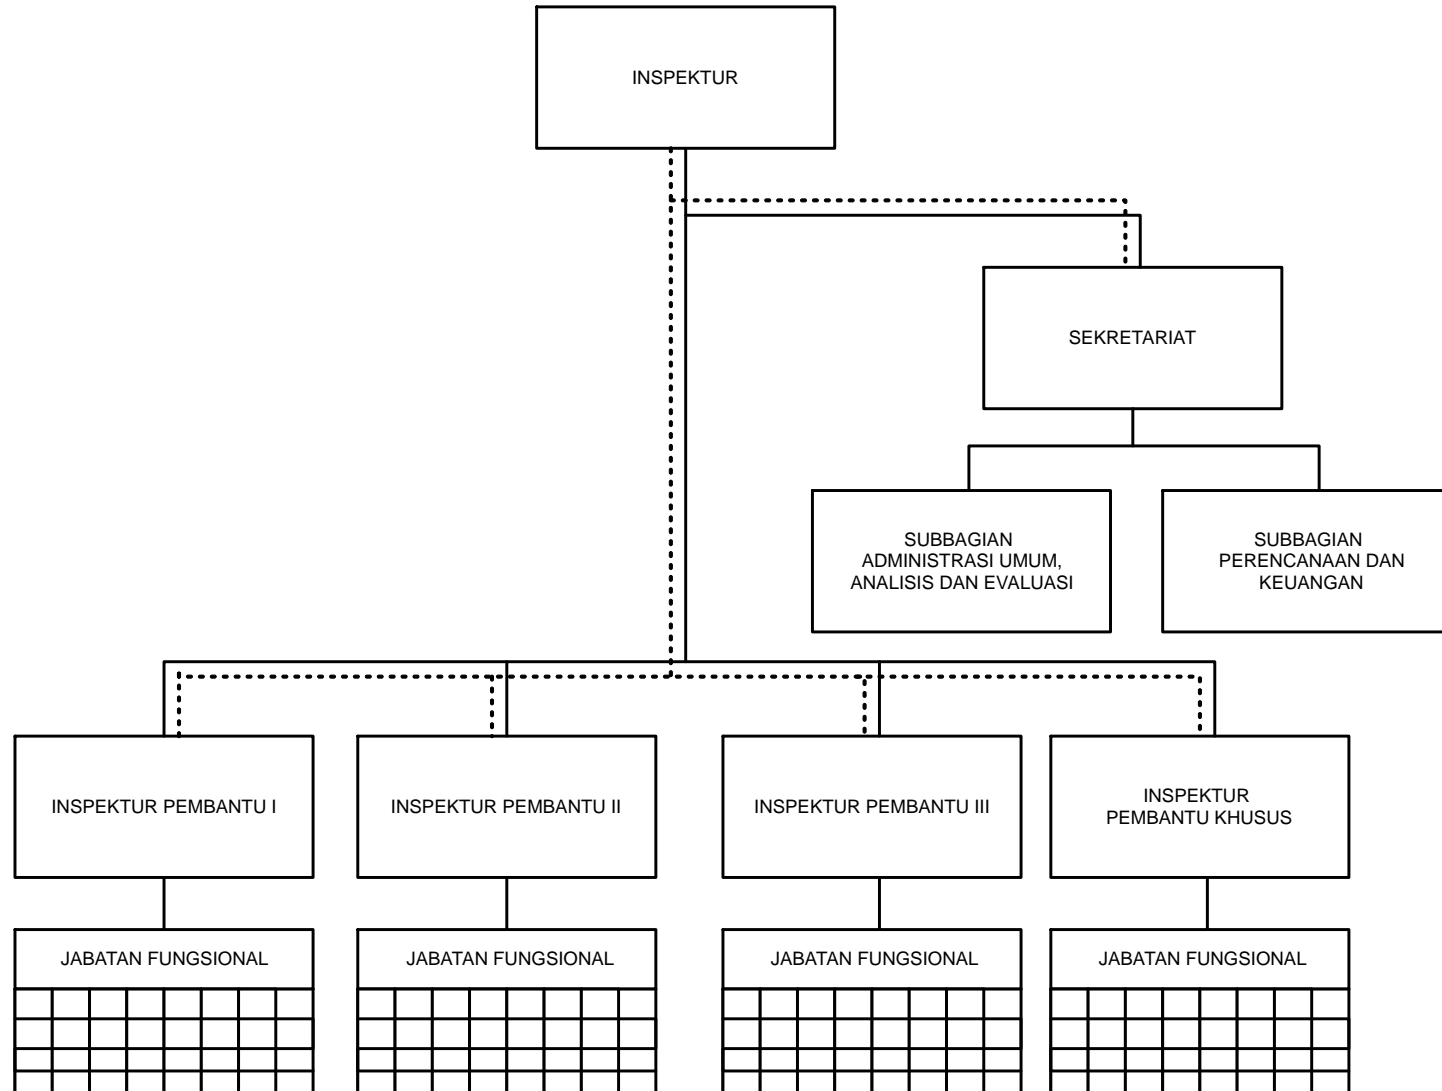 INSPEKTUR
SEKRETARIAT
SUBBAGIAN
ADMINISTRASI UMUM,
ANALISIS DAN EVALUASI
SUBBAGIAN
PERENCANAAN DAN
KEUANGAN
INSPEKTUR PEMBANTU I
INSPEKTUR PEMBANTU II
INSPEKTUR PEMBANTU III
INSPEKTUR
PEMBANTU KHUSUS
JABATAN FUNGSIONAL
JABATAN FUNGSIONAL
JABATAN FUNGSIONAL
JABATAN FUNGSIONAL